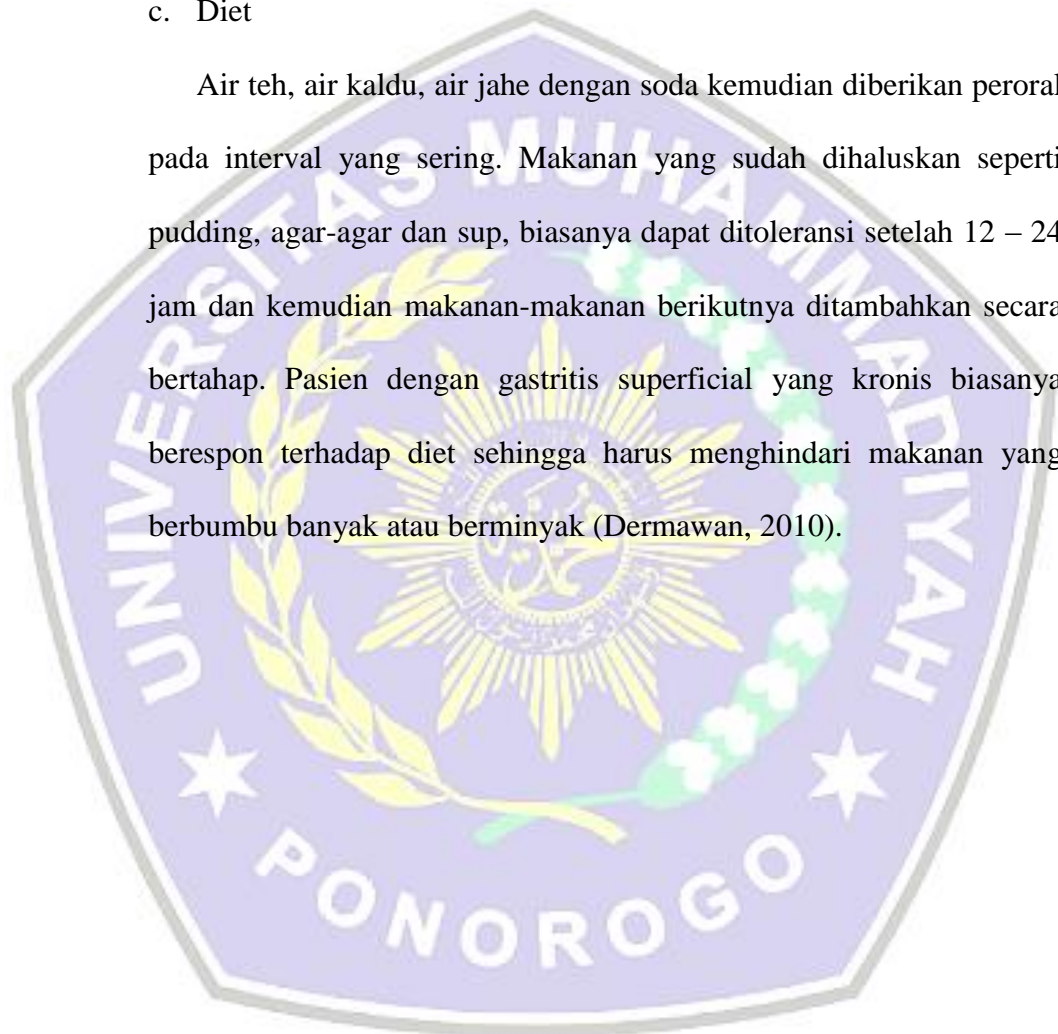 c. Diet
Air teh, air kaldu, air jahe dengan soda kemudian diberikan peroral
pada interval yang sering. Makanan yang sudah dihaluskan seperti
pudding, agar-agar dan sup, biasanya dapat ditoleransi setelah 12 – 24
jam dan kemudian makanan-makanan berikutnya ditambahkan secara
bertahap. Pasien dengan gastritis superficial yang kronis biasanya
berespon terhadap diet sehingga harus menghindari makanan yang
berbumbu banyak atau berminyak (Dermawan, 2010).
UNIVERSITAS MUHAMMADIYAH
PONOROGO